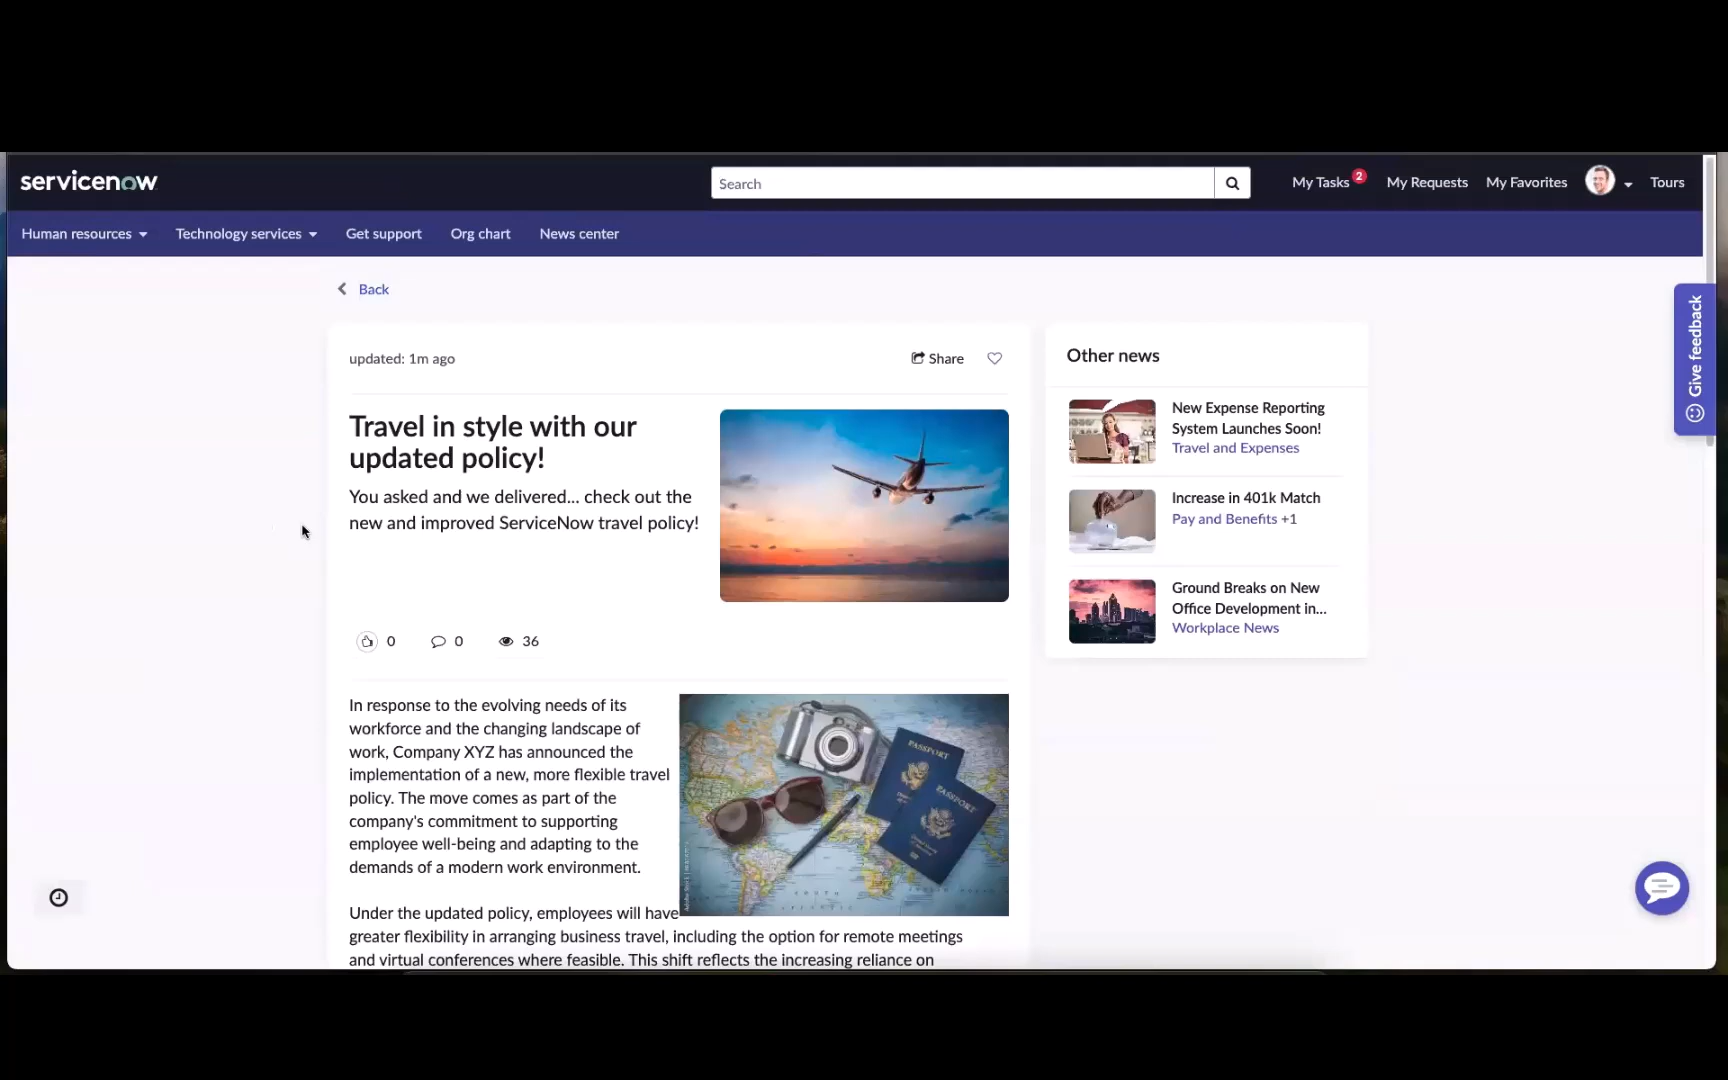 servicenow
Search
My Tasks 2
My Requests
My Favorites
Tours
Human resources
Technology services
Get support
Org chart
News center
Back
updated: 1m ago
Share
Travel in style with our
updated policy!
You asked and we delivered... check out the
new and improved ServiceNow travel policy!
0
0
36
In response to the evolving needs of its
workforce and the changing landscape of
work, Company XYZ has announced the
implementation of a new, more flexible travel
policy. The move comes as part of the
company's commitment to supporting
employee well-being and adapting to the
demands of a modern work environment.
PASSPORT
PASSPORT
Under the updated policy, employees will have
greater flexibility in arranging business travel, including the option for remote meetings
and virtual conferences where feasible. This shift reflects the increasing reliance on
Other news
New Expense Reporting
System Launches Soon!
Travel and Expenses
Increase in 401k Match
Pay and Benefits +1
Ground Breaks on New
Office Development in...
Workplace News
Give feedback